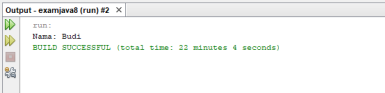 Output - examjava8 (run) #2
run:
Nama: Budi
BUILD SUCCESSFUL (total time: 22 minutes 4 seconds)